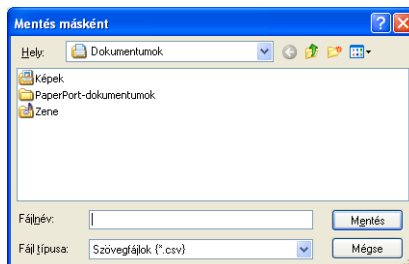 Mentés másként
Hely: Dokumentumok
Képek
PaperPort-dokumentumok
Zene
Fájlnév: Mentés
Fájl típusa: Szövegfájlok (*.csv) Mégse